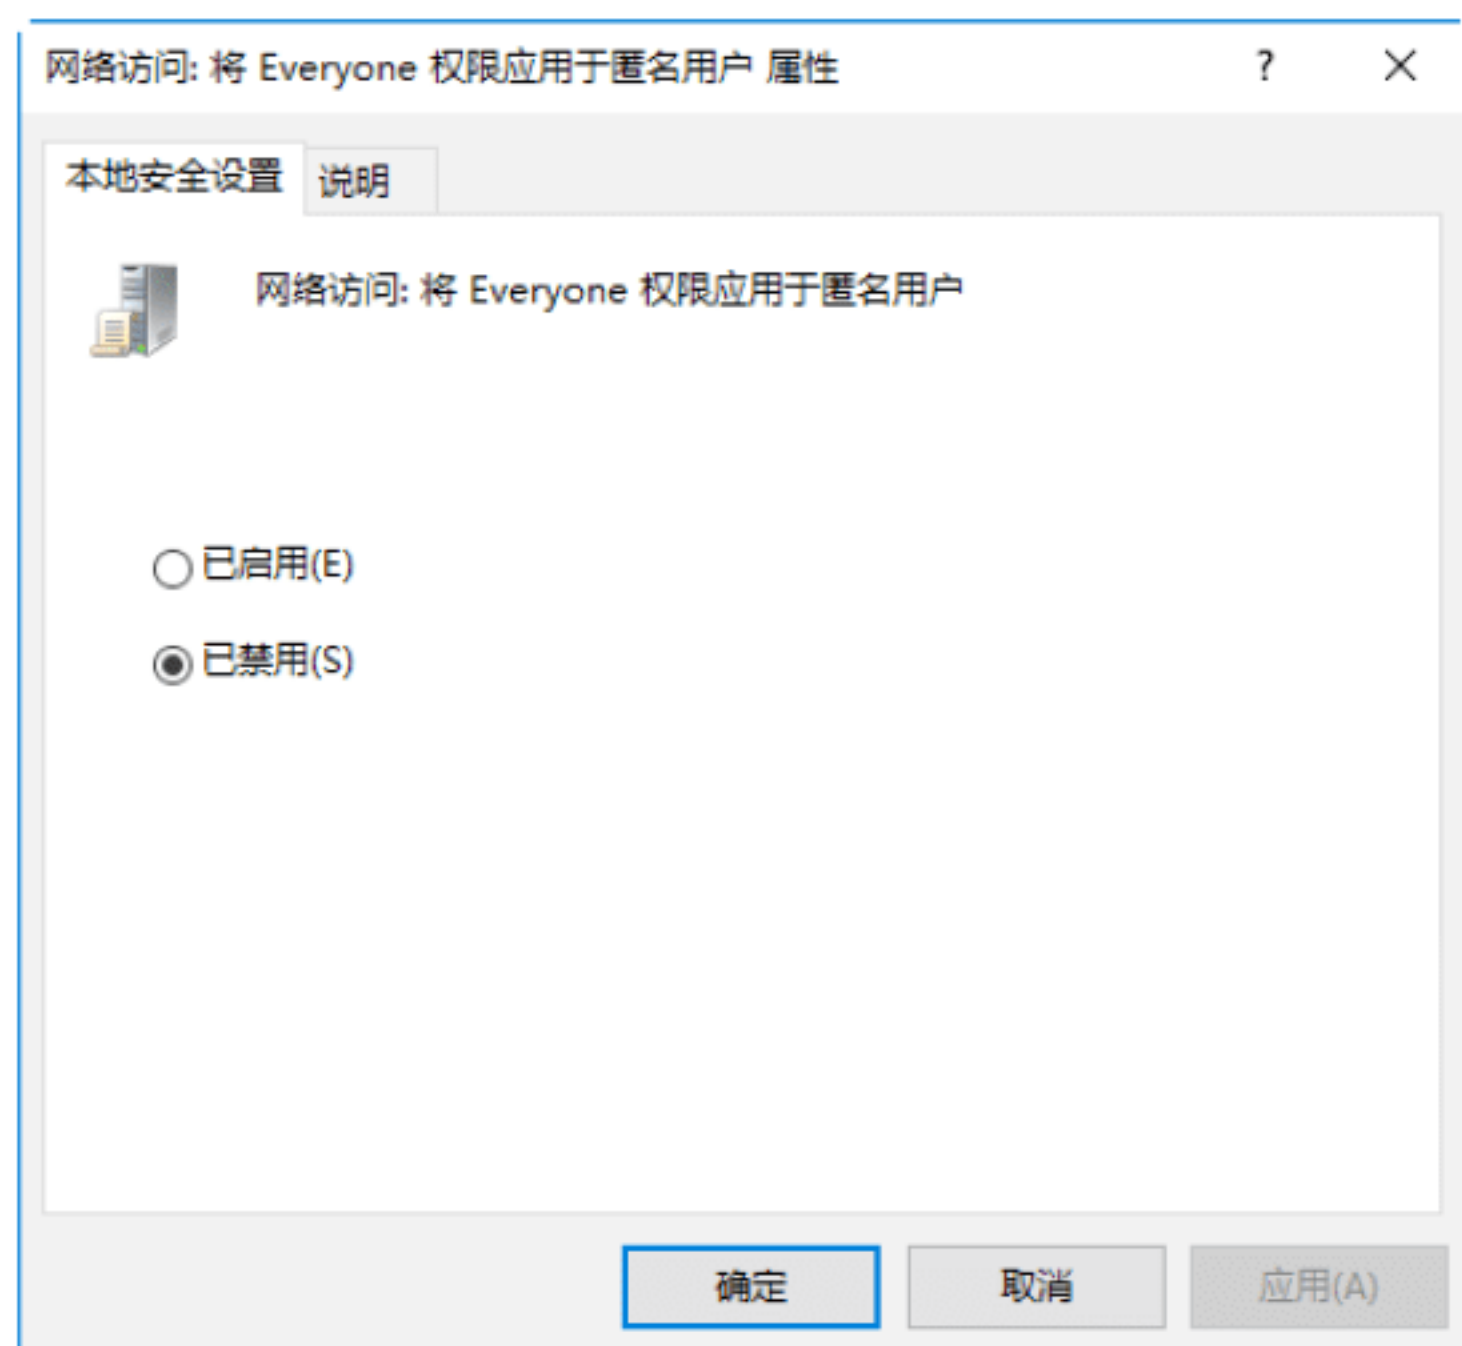 网络访问: 将 Everyone 权限应用于匿名用户 属性
?
本地安全设置 说明
网络访问: 将 Everyone 权限应用于匿名用户
已启用(E)
已禁用(S)
确定 取消 应用(A)